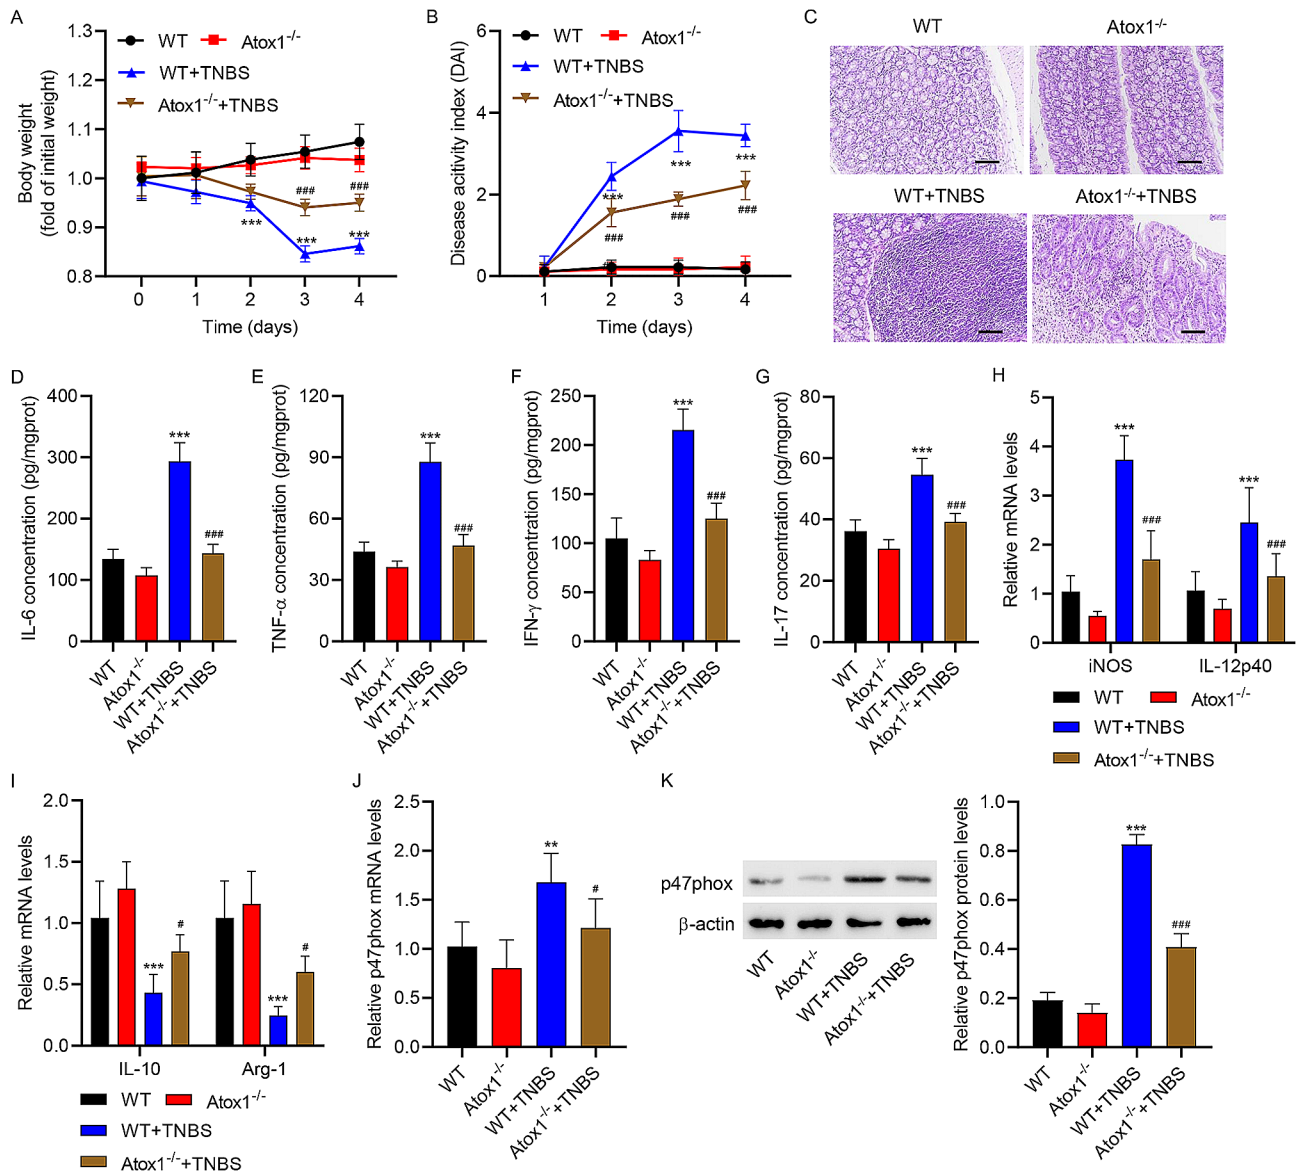 A
1.3
1.2
1.1
1.0
0.9
0.8
Body weight
(fold of initial weight)
WT
Atox1-/-
WT+TNBS
Atox1-/-+TNBS
###
###
***
***
***
0
1
2
3
4
Time (days)
B
6
4
2
0
Disease activity index (DAI)
WT
Atox1-/-
WT+TNBS
Atox1-/-+TNBS
***
***
***
###
###
###
1
2
3
4
Time (days)
C
WT
Atox1-/-
WT+TNBS
Atox1-/-+TNBS
D
400
300
200
100
0
IL-6 concentration (pg/mgprot)
***
###
WT
Atox1-/-
WT+TNBS
Atox1-/-+TNBS
E
120
90
60
30
0
TNF-α concentration (pg/mgprot)
***
###
WT
Atox1-/-
WT+TNBS
Atox1-/-+TNBS
F
250
200
150
100
50
0
IFN-γ concentration (pg/mgprot)
***
###
WT
Atox1-/-
WT+TNBS
Atox1-/-+TNBS
G
80
60
40
20
0
IL-17 concentration (pg/mgprot)
***
###
WT
Atox1-/-
WT+TNBS
Atox1-/-+TNBS
H
5
4
3
2
1
0
Relative mRNA levels
***
###
***
###
iNOS
IL-12p40
WT
Atox1-/-
WT+TNBS
Atox1-/-+TNBS
I
2.0
1.5
1.0
0.5
0.0
Relative mRNA levels
***
#
***
#
IL-10
Arg-1
WT
Atox1-/-
WT+TNBS
Atox1-/-+TNBS
J
2.5
2.0
1.5
1.0
0.5
0.0
Relative p47phox mRNA levels
**
#
WT
Atox1-/-
WT+TNBS
Atox1-/-+TNBS
K
p47phox
β-actin
WT
Atox1-/-
WT+TNBS
Atox1-/-+TNBS
1.0
0.8
0.6
0.4
0.2
0.0
Relative p47phox protein levels
***
###
WT
Atox1-/-
WT+TNBS
Atox1-/-+TNBS